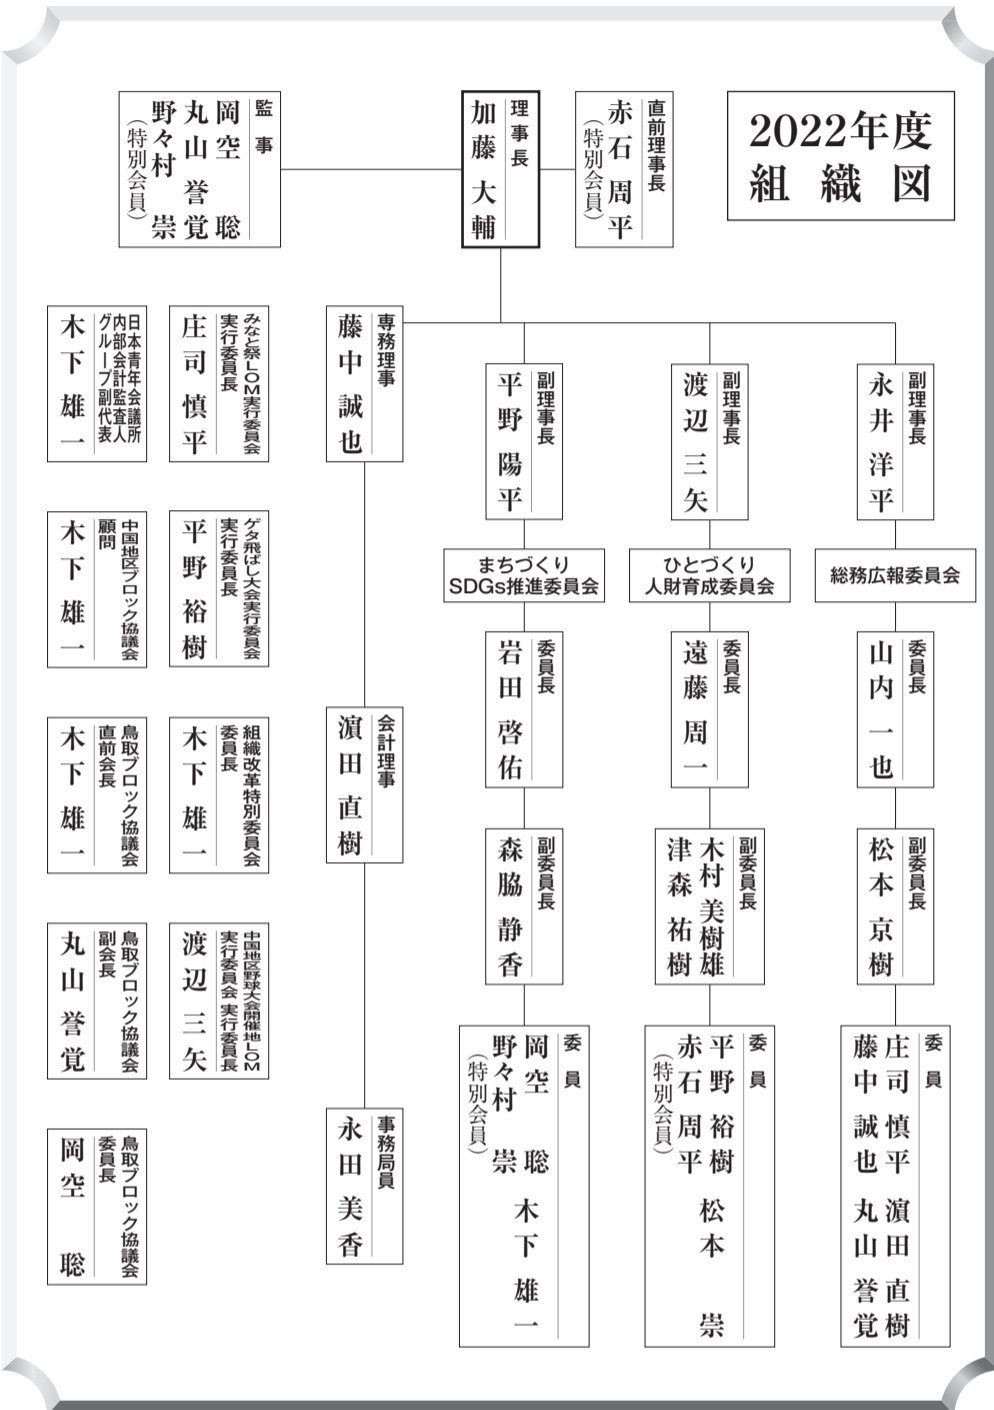 2022年度
組織図
直前理事長
赤石 周平
（特別会員）
理事長
加藤 大輔
監事
岡空 聡
丸山 誉覚
野々村 崇
（特別会員）
永井 洋平
副理事長
総務広報委員会
委員長
山内 一也
副委員長
松本 京樹
委員
庄司 慎平 濵田 直樹
藤中 誠也 丸山 誉覚
副理事長
渡辺 三矢
ひとづくり
人財育成委員会
委員長
遠藤 周一
副委員長
木村 美樹雄
津森 祐樹
委員
平野 裕樹 松本 崇
赤石 周平
（特別会員）
副理事長
平野 陽平
まちづくり
SDGs推進委員会
委員長
岩田 啓佑
副委員長
森脇 静香
委員
岡空 聡 木下 雄一
野々村 崇
（特別会員）
専務理事
藤中 誠也
会計理事
濵田 直樹
事務局員
永田 美香
みなと祭LOM実行委員会
実行委員長
庄司 慎平
ゲタ飛ばし大会実行委員会
実行委員長
平野 裕樹
組織改革特別委員会
委員長
木下 雄一
中国地区野球大会開催地LOM
実行委員会 実行委員長
渡辺 三矢
日本青年会議所
内部会計監査人
グループ副代表
木下 雄一
中国地区ブロック協議会
顧問
木下 雄一
鳥取ブロック協議会
直前会長
木下 雄一
鳥取ブロック協議会
副会長
丸山 誉覚
鳥取ブロック協議会
委員長
岡空 聡